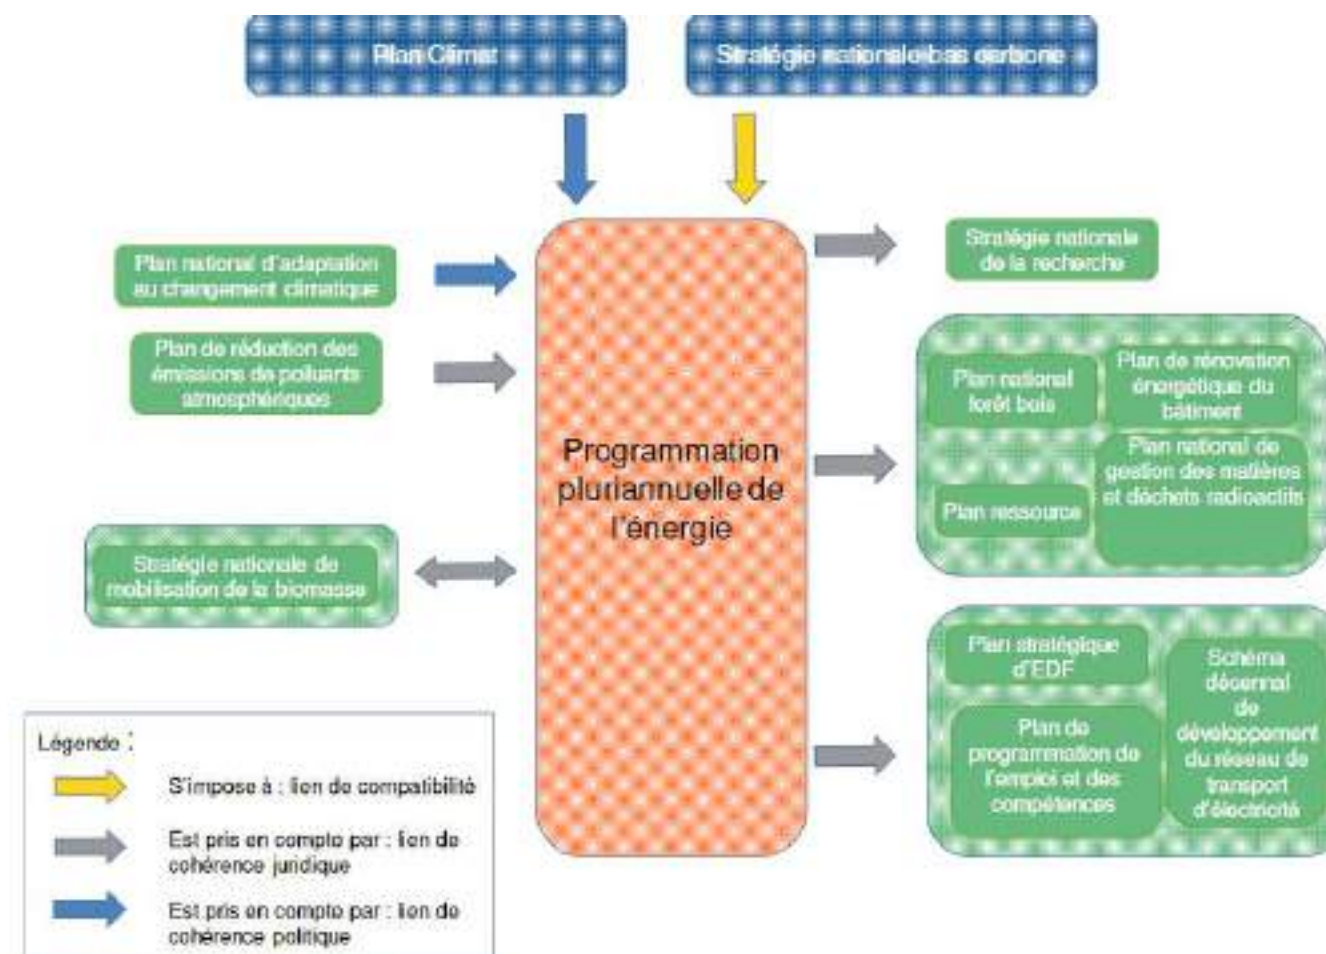 Plan Climat
Stratégie nationale bas carbone
Plan national d'adaptation
au changement climatique
Plan de réduction des
émissions de polluants
atmosphériques
Stratégie nationale de
mobilisation de la biomasse
Programmation
pluriannuelle de
l'énergie
Stratégie nationale
de la recherche
Plan national
forêt bois
Plan de rénovation
énergétique du
bâtiment
Plan ressource
Plan national de
gestion des matières
et déchets radioactifs
Plan stratégique
d'EDF
Plan de
programmation de
l'emploi et des
compétences
Schéma
décennal
de
développement
du réseau de
transport
d'électricité
Légende :
S'impose à : lien de compatibilité
Est pris en compte par : lien de
cohérence juridique
Est pris en compte par : lien de
cohérence politique